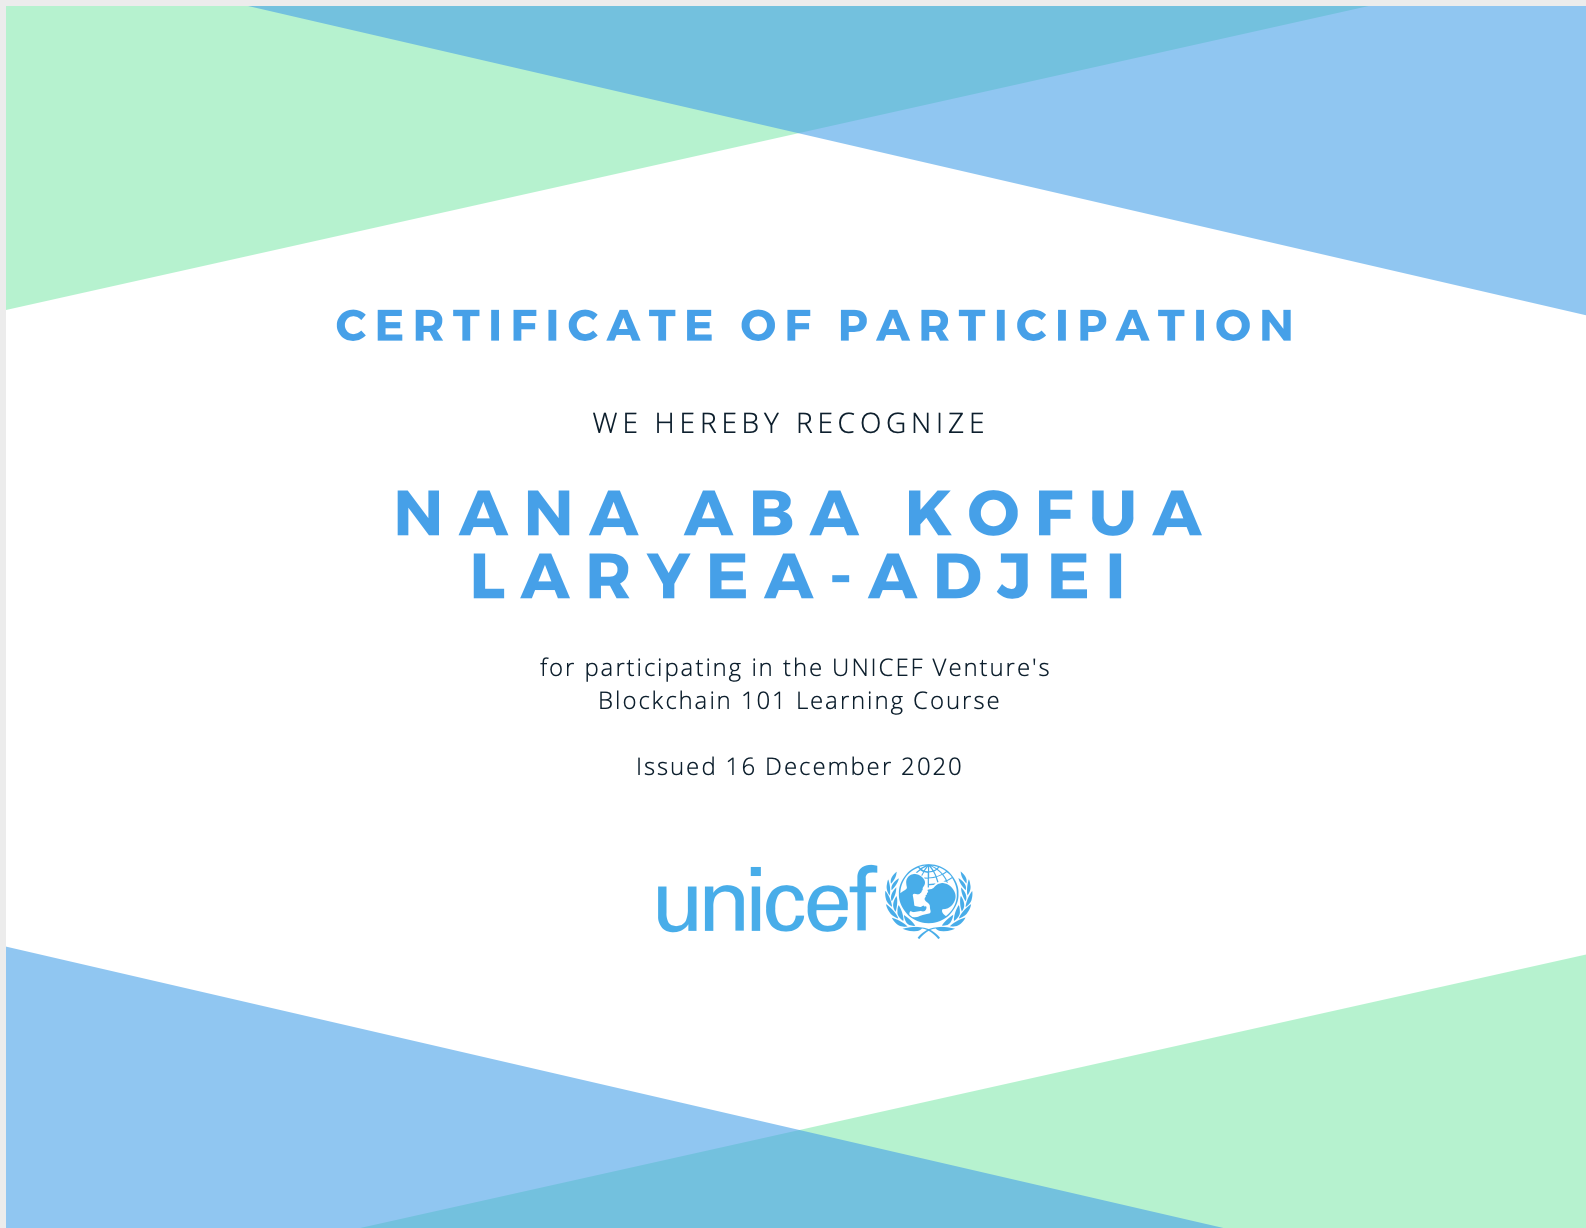 CERTIFICATE OF PARTICIPATION
WE HEREBY RECOGNIZE
NANA ABA KOFUA
LARYEA-ADJEI
for participating in the UNICEF Venture's
Blockchain 101 Learning Course
Issued 16 December 2020
unicef